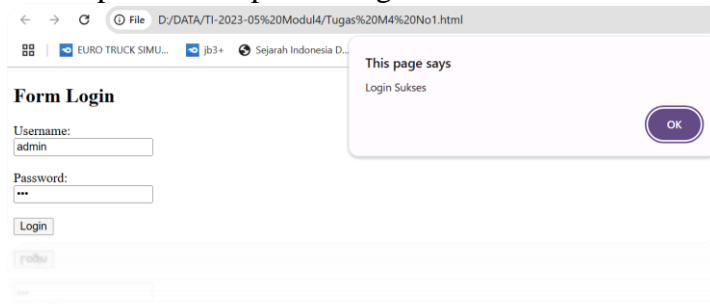 File D:/DATA/TI-2023-05%20Modul4/Tugas%20M4%20No1.html
EURO TRUCK SIMU... jb3+ Sejarah Indonesia D...
This page says
Login Sukses
OK
Form Login
Username:
admin
Password:
•••
Login